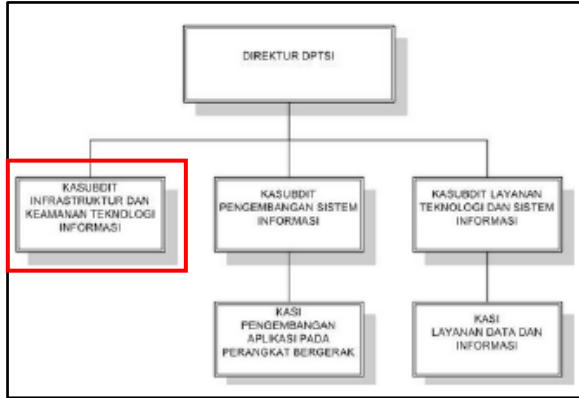 DIREKTUR DPTSI
KASUBDIT
INFRASTRUKTUR DAN
KEAMANAN TEKNOLOGI
INFORMASI
KASUBDIT
PENGEMBANGAN SISTEM
INFORMASI
KASUBDIT LAYANAN
TEKNOLOGI DAN SISTEM
INFORMASI
KASI
PENGEMBANGAN
APLIKASI PADA
PERANGKAT BERGERAK
KASI
LAYANAN DATA DAN
INFORMASI